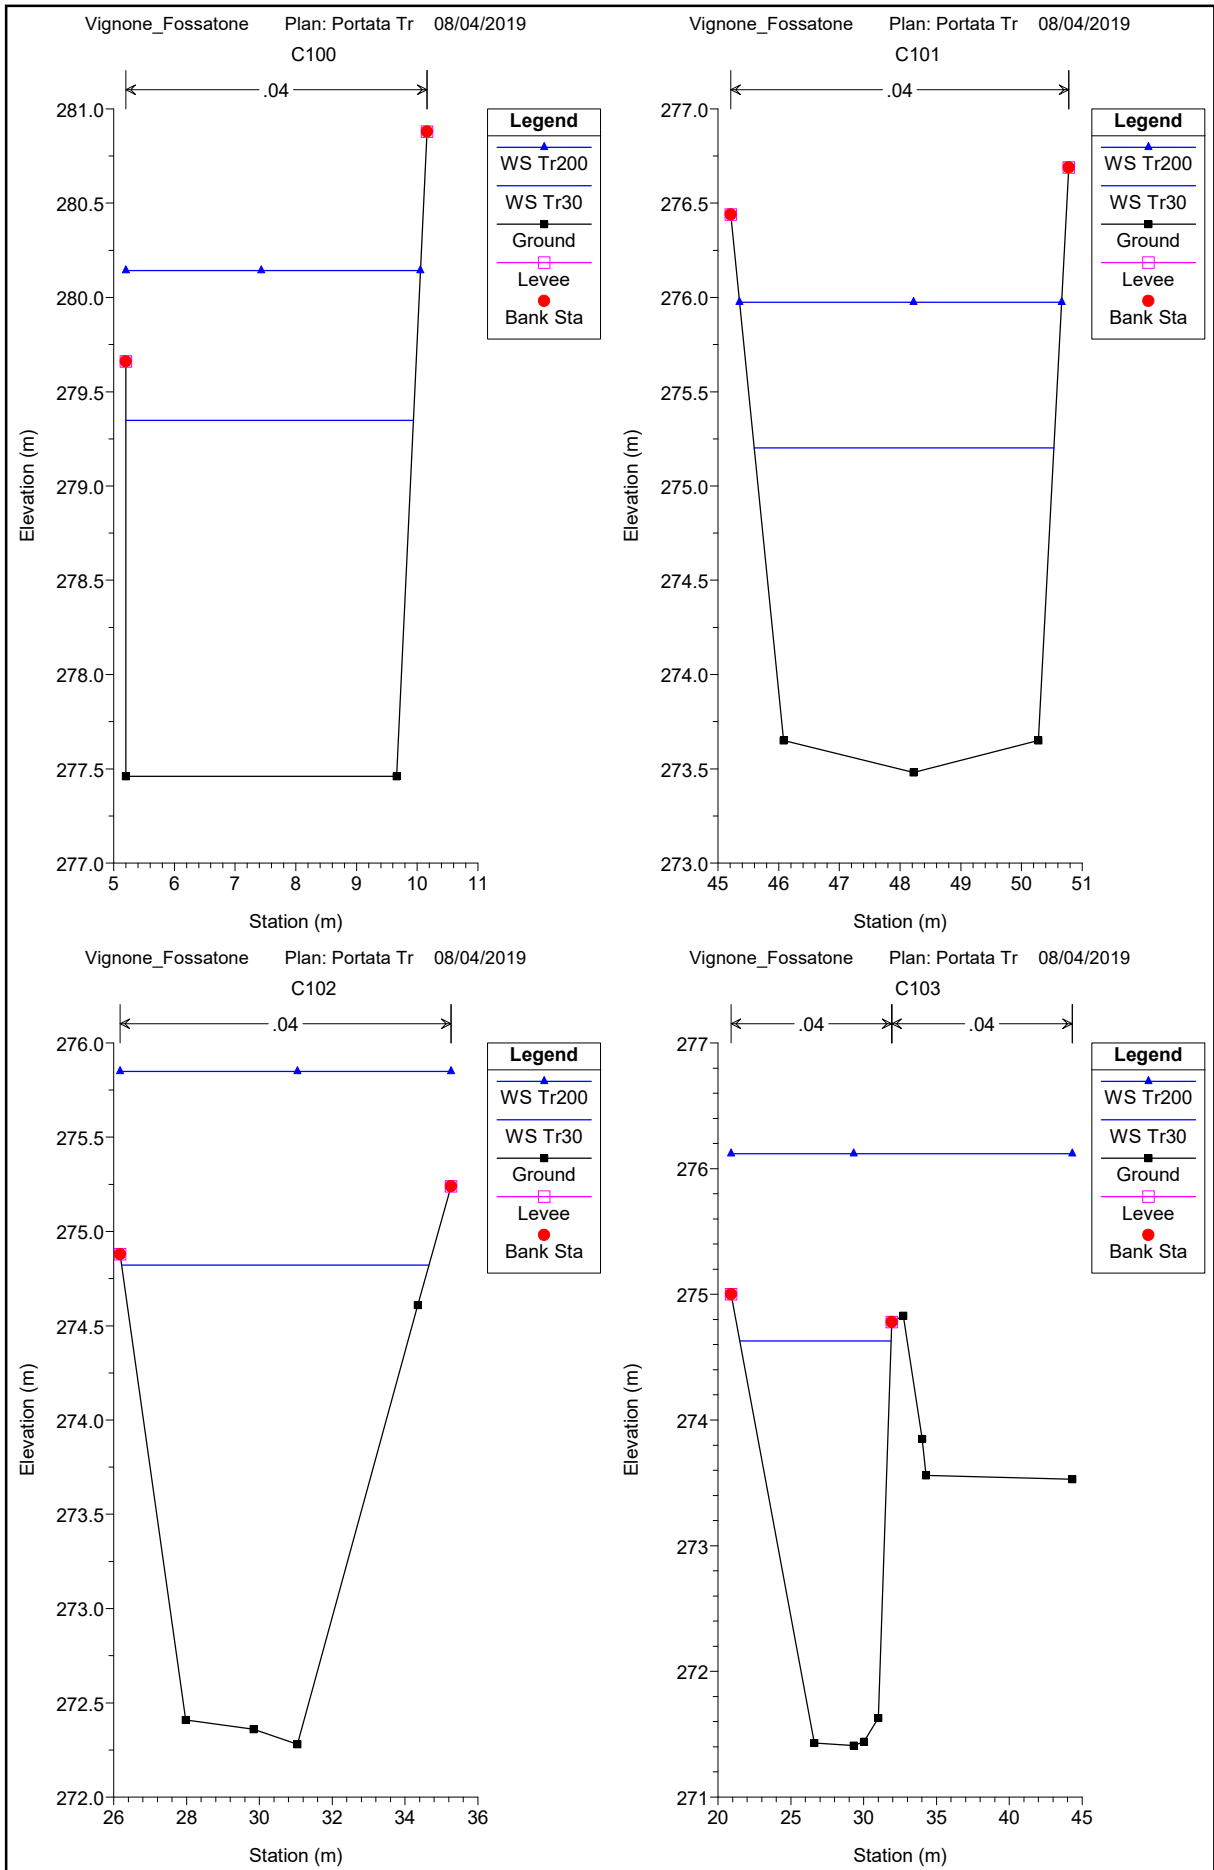 Vignone_Fossatone Plan: Portata Tr 08/04/2019
C100
.04
Legend
WS Tr200
WS Tr30
Ground
Levee
Bank Sta
281.0
280.5
280.0
279.5
279.0
278.5
278.0
277.5
277.0
Elevation (m)
5 6 7 8 9 10 11
Station (m)
Vignone_Fossatone Plan: Portata Tr 08/04/2019
C101
.04
Legend
WS Tr200
WS Tr30
Ground
Levee
Bank Sta
277.0
276.5
276.0
275.5
275.0
274.5
274.0
273.5
273.0
Elevation (m)
45 46 47 48 49 50 51
Station (m)
Vignone_Fossatone Plan: Portata Tr 08/04/2019
C102
.04
Legend
WS Tr200
WS Tr30
Ground
Levee
Bank Sta
276.0
275.5
275.0
274.5
274.0
273.5
273.0
272.5
272.0
Elevation (m)
26 28 30 32 34 36
Station (m)
Vignone_Fossatone Plan: Portata Tr 08/04/2019
C103
.04 .04
Legend
WS Tr200
WS Tr30
Ground
Levee
Bank Sta
277
276
275
274
273
272
271
Elevation (m)
20 25 30 35 40 45
Station (m)